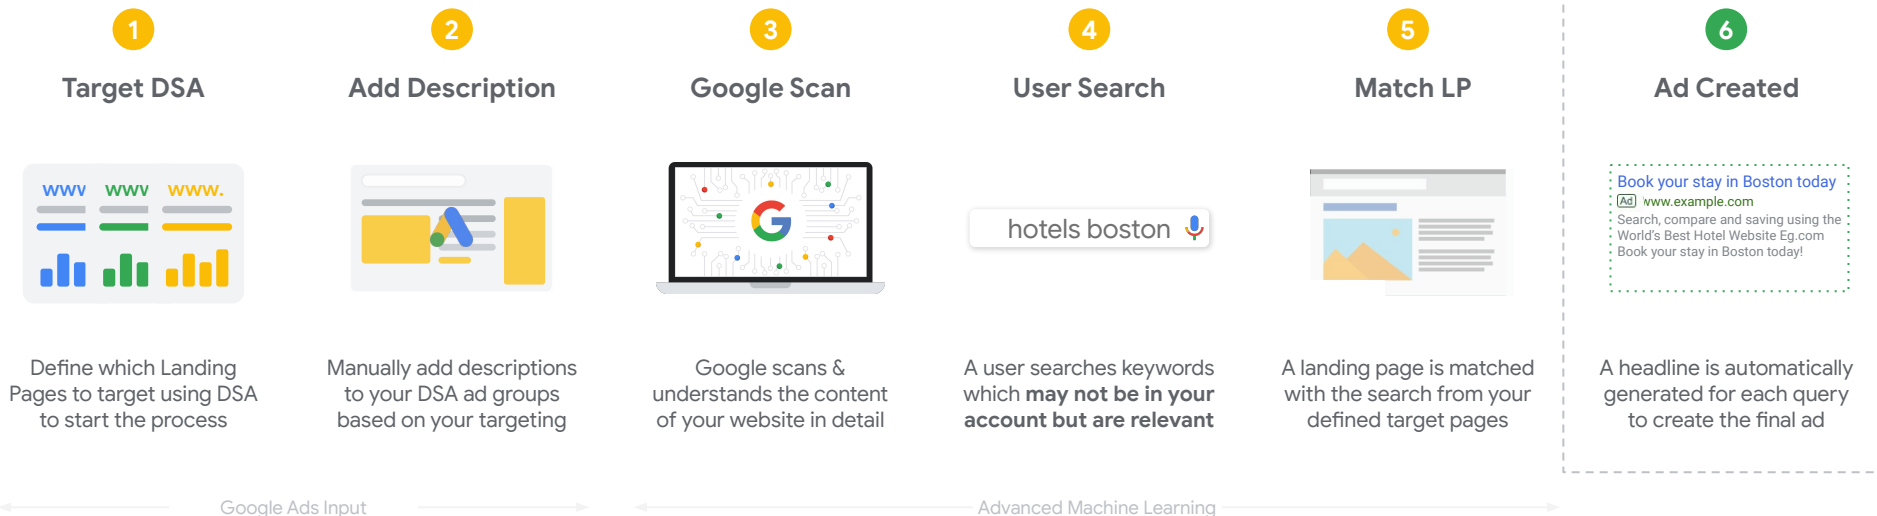 1
Target DSA
www www www.
Define which Landing
Pages to target using DSA
to start the process
2
Add Description
Manually add descriptions
to your DSA ad groups
based on your targeting
3
Google Scan
G
Google scans &
understands the content
of your website in detail
4
User Search
hotels boston
A user searches keywords
which may not be in your
account but are relevant
5
Match LP
A landing page is matched
with the search from your
defined target pages
6
Ad Created
Book your stay in Boston today
Ad www.example.com
Search, compare and saving using the
World's Best Hotel Website Eg.com
Book your stay in Boston today!
A headline is automatically
generated for each query
to create the final ad
Google Ads Input
Advanced Machine Learning